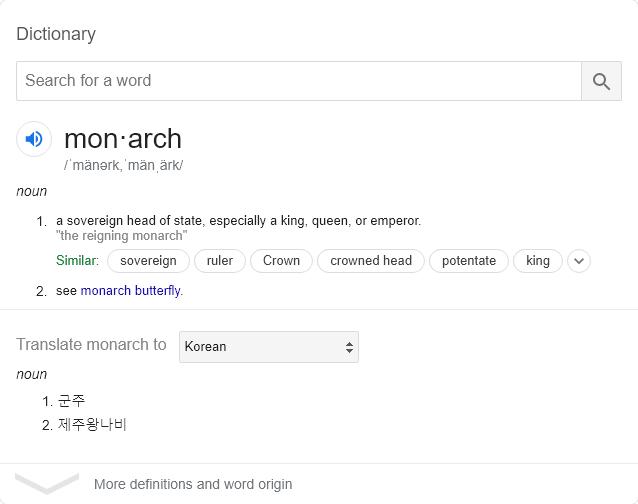 Dictionary
Search for a word
mon·arch
/ˈmänərk,ˈmänˌärk/
noun
1. a sovereign head of state, especially a king, queen, or emperor.
"the reigning monarch"
Similar: sovereign ruler Crown crowned head potentate king
2. see monarch butterfly.
Translate monarch to Korean
noun
1. 군주
2. 제주왕나비
More definitions and word origin